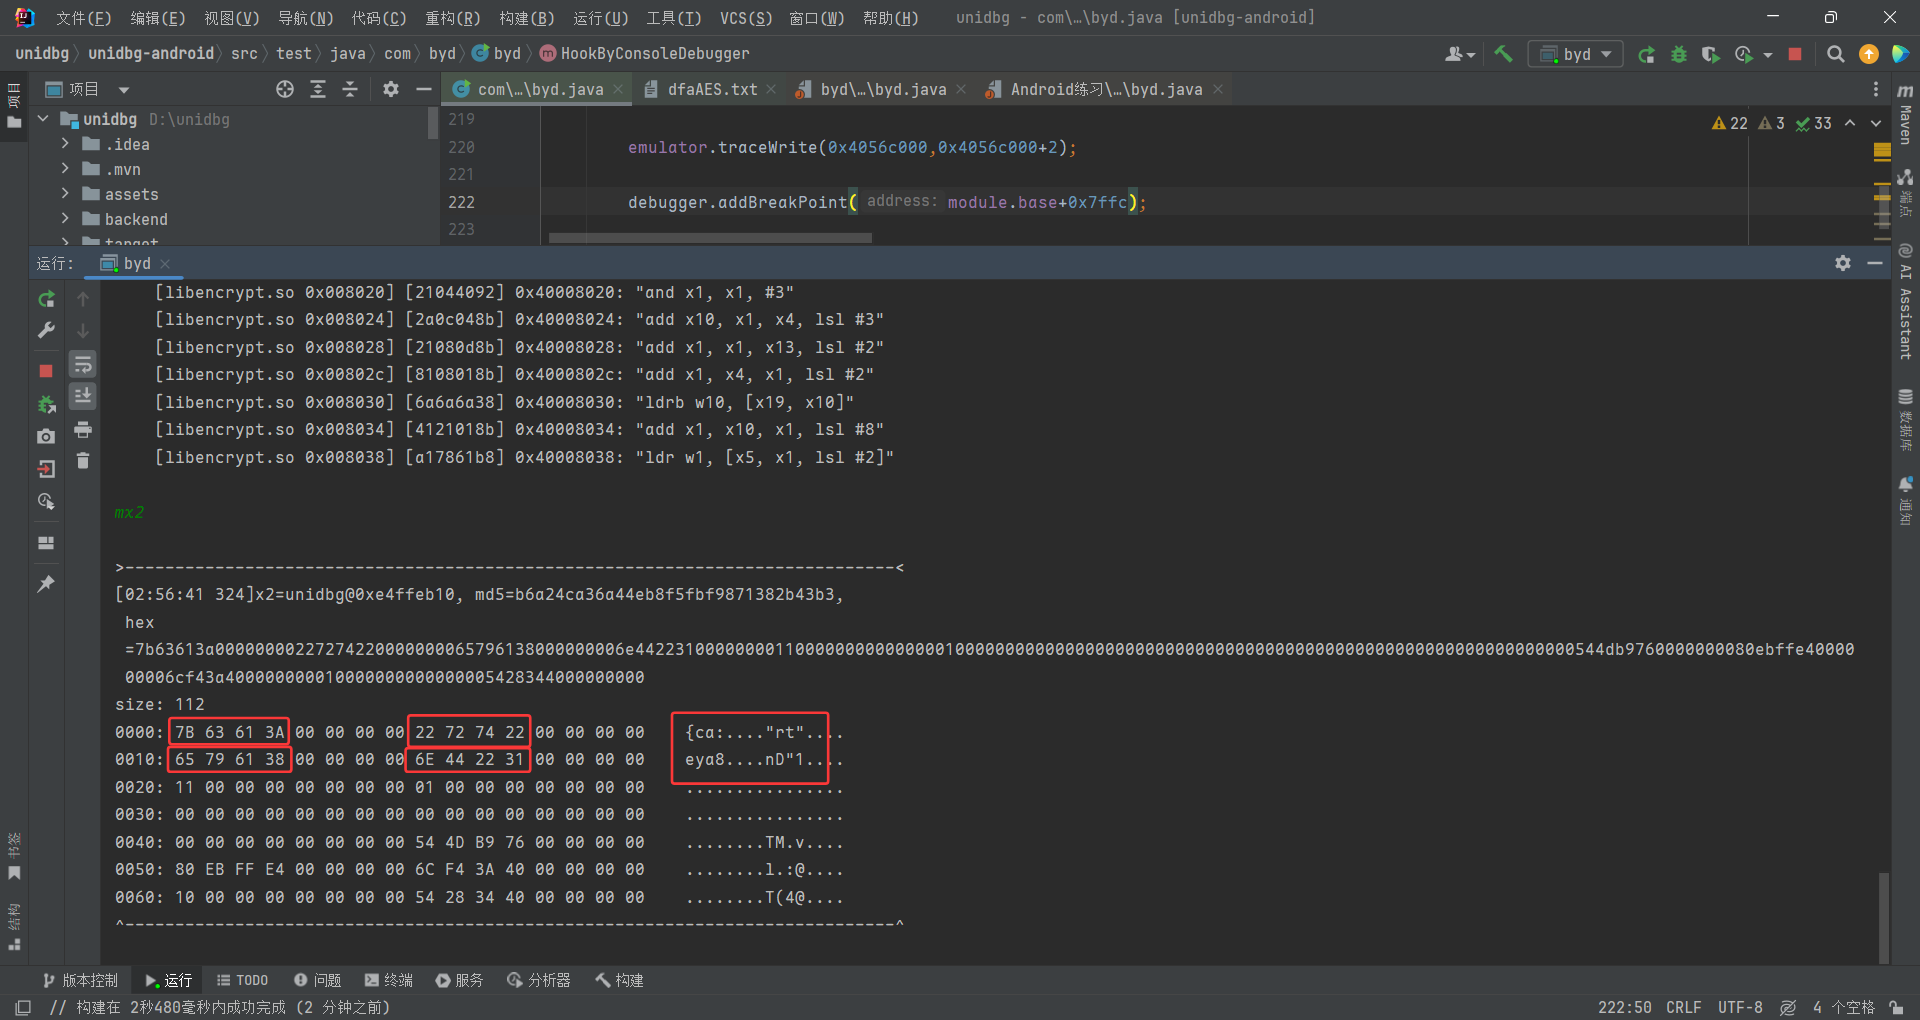 文件(F) 编辑(E) 视图(V) 导航(N) 代码(C) 重构(R) 构建(B) 运行(U) 工具(T) VCS(S) 窗口(W) 帮助(H) unidbg - com\...\byd.java [unidbg-android]
unidbg unidbg-android src test java com byd byd HookByConsoleDebugger byd
项目 com\...\byd.java dfaAES.txt byd\...\byd.java Android练习\...\byd.java
项目
unidbg D:\unidbg
.idea
.mvn
assets
backend
target
219
220 emulator.traceWrite(0x4056c000,0x4056c000+2);
221
222 debugger.addBreakPoint( address: module.base+0x7ffc);
223
22 3 33
Maven
端点
AI Assistant
数据库
通知
运行: byd
[libencrypt.so 0x008020] [21044092] 0x40008020: "and x1, x1, #3"
[libencrypt.so 0x008024] [2a0c048b] 0x40008024: "add x10, x1, x4, lsl #3"
[libencrypt.so 0x008028] [21080d8b] 0x40008028: "add x1, x1, x13, lsl #2"
[libencrypt.so 0x00802c] [8108018b] 0x4000802c: "add x1, x4, x1, lsl #2"
[libencrypt.so 0x008030] [6a6a6a38] 0x40008030: "ldrb w10, [x19, x10]"
[libencrypt.so 0x008034] [4121018b] 0x40008034: "add x1, x10, x1, lsl #8"
[libencrypt.so 0x008038] [a17861b8] 0x40008038: "ldr w1, [x5, x1, lsl #2]"
mx2
>-----------------------------------------------------------------------------<
[02:56:41 324]x2=unidbg@0xe4ffeb10, md5=b6a24ca36a44eb8f5fbf9871382b43b3,
hex
=7b63613a00000000227274220000000065796138000000006e442231000000001100000000000000010000000000000000000000000000000000000000000000000000000000000544db9760000000080ebffe40000
00006cf43a400000000010000000000000005428344000000000
size: 112
0000: 7B 63 61 3A 00 00 00 00 22 72 74 22 00 00 00 00 {ca:...."rt"....
0010: 65 79 61 38 00 00 00 00 6E 44 22 31 00 00 00 00 eya8....nD"1....
0020: 11 00 00 00 00 00 00 00 01 00 00 00 00 00 00 00 ................
0030: 00 00 00 00 00 00 00 00 00 00 00 00 00 00 00 00 ................
0040: 00 00 00 00 00 00 00 00 54 4D B9 76 00 00 00 00 ........TM.v....
0050: 80 EB FF E4 00 00 00 00 6C F4 3A 40 00 00 00 00 ........l.:@....
0060: 10 00 00 00 00 00 00 00 54 28 34 40 00 00 00 00 ........T(4@....
^-----------------------------------------------------------------------------^
书签
结构
版本控制 运行 TODO 问题 终端 服务 分析器 构建
// 构建在 2秒480毫秒内成功完成 (2 分钟之前) 222:50 CRLF UTF-8 4 个空格